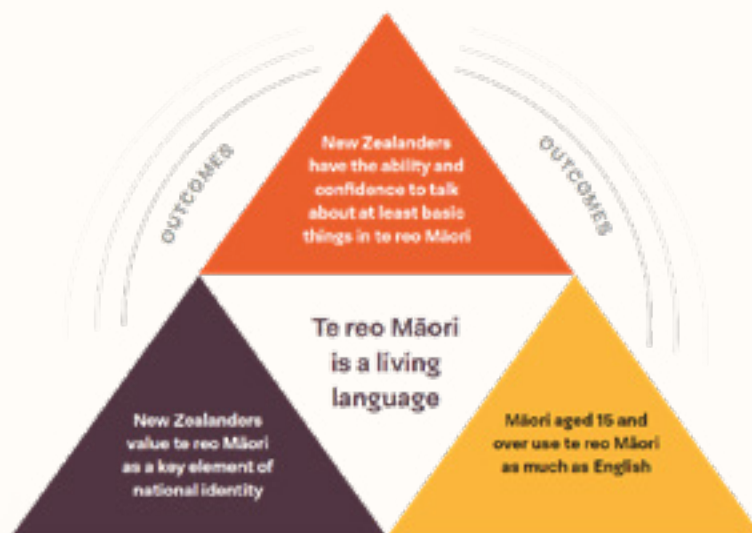 OUTCOMES
OUTCOMES
New Zealanders
have the ability and
confidence to talk
about at least basic
things in te reo Māori
Te reo Māori
is a living
language
New Zealanders
value te reo Māori
as a key element of
national identity
Māori aged 15 and
over use te reo Māori
as much as English